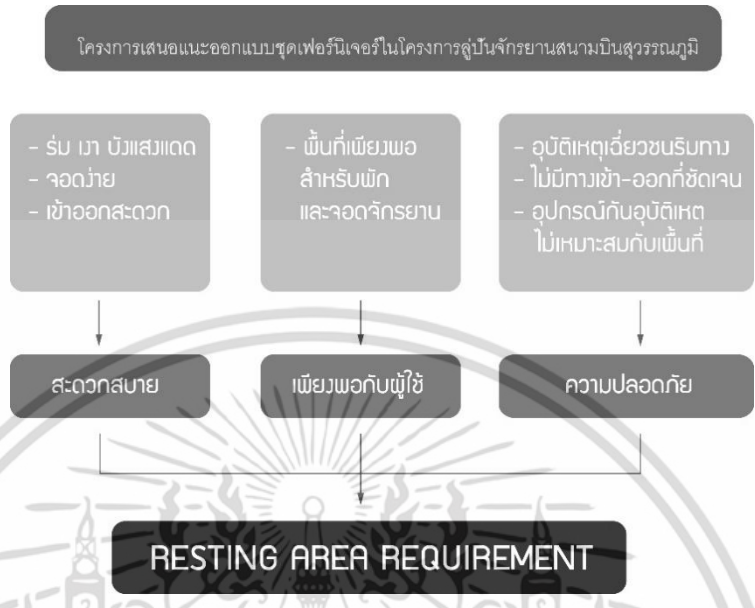 โครงการเสนอแนะออกแบบชุดเฟอร์นิเจอร์ในโครงการลู่ปั่นจักรยานสนามบินสุวรรณภูมิ
- ร่ม เงา บังแสงแดด
- จอดง่าย
- เข้าออกสะดวก
- พื้นที่เพียงพอ
สำหรับพัก
และจอดจักรยาน
- อุบัติเหตุเฉี่ยวชนริมทาง
- ไม่มีทางเข้า-ออกที่ชัดเจน
- อุปกรณ์กันอุบัติเหต
ไม่เหมาะสมกับพื้นที่
สะดวกสบาย
เพียงพอกับผู้ใช้
ความปลอดภัย
RESTING AREA REQUIREMENT